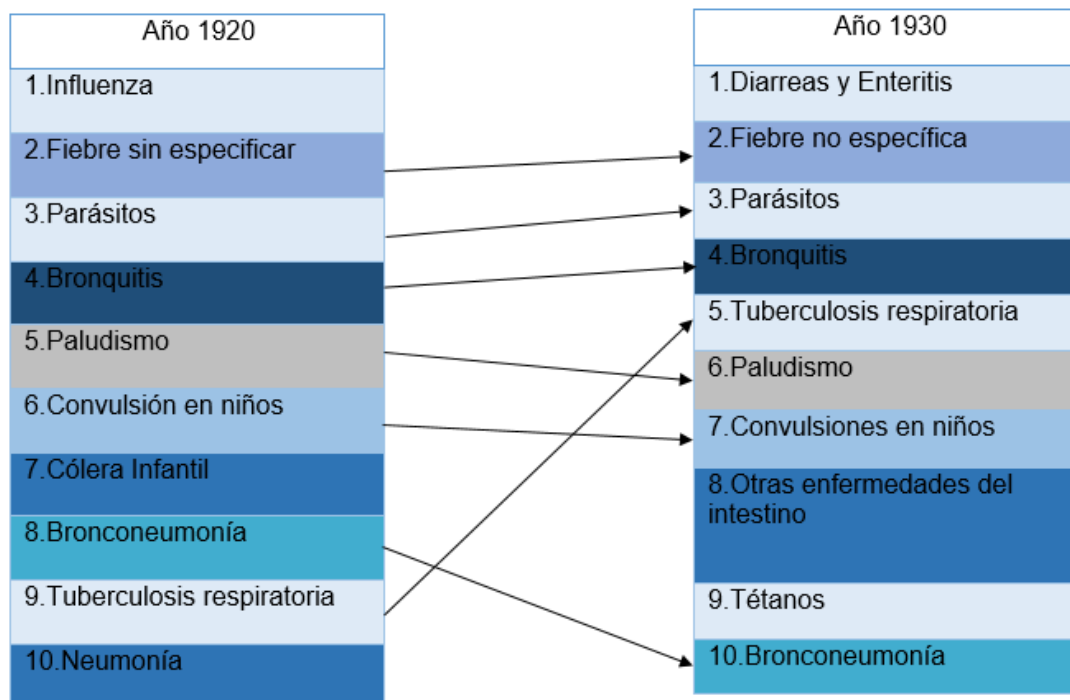 Año 1920
1.Influenza
2.Fiebre sin especificar
3.Parásitos
4.Bronquitis
5.Paludismo
6.Convulsión en niños
7.Cólera Infantil
8.Bronconeumonía
9.Tuberculosis respiratoria
10.Neumonía
Año 1930
1.Diarreas y Enteritis
2.Fiebre no específica
3.Parásitos
4.Bronquitis
5.Tuberculosis respiratoria
6.Paludismo
7.Convulsiones en niños
8.Otras enfermedades del
intestino
9.Tétanos
10.Bronconeumonía